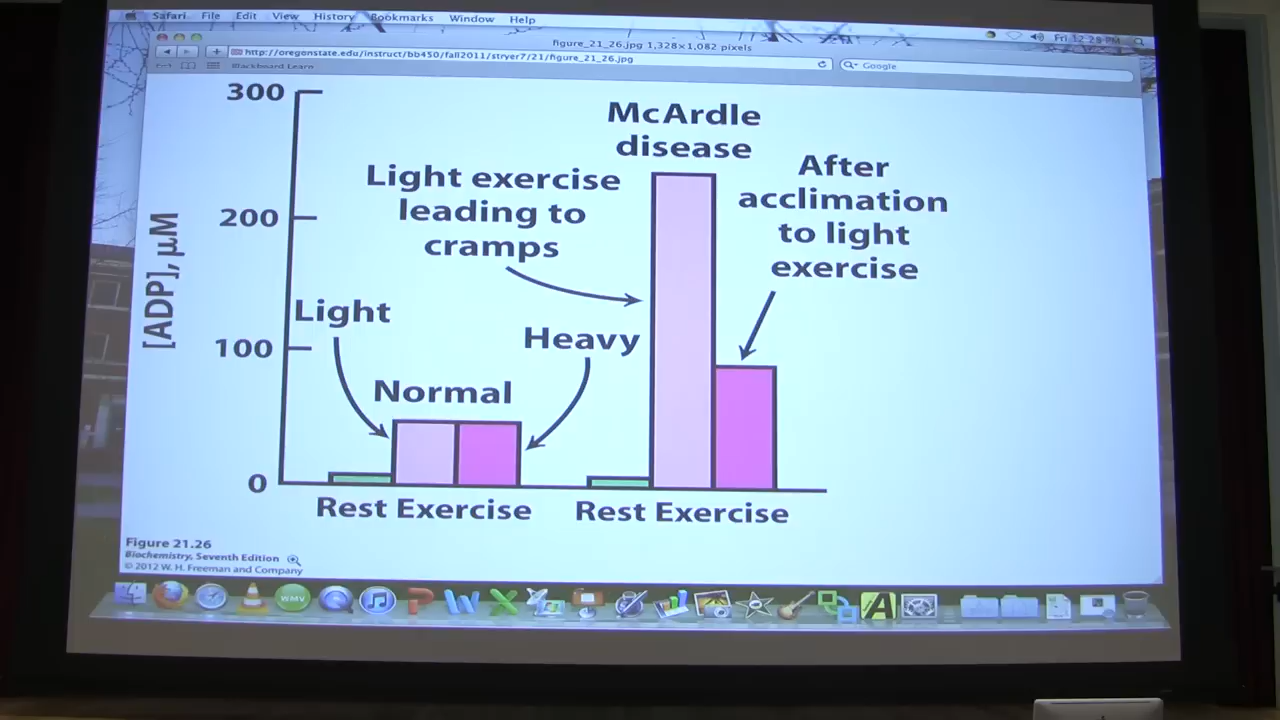 Safari File Edit View History Bookmarks Window Help
Fri 12:28 PM
figure_21_26.jpg 1,328×1,082 pixels
http://oregonstate.edu/instruct/bb450/fall2011/stryer7/21/figure_21_26.jpg
Google
Blackboard Learn
300
200
100
0
[ADP], μM
McArdle
disease
Light exercise
leading to
cramps
After
acclimation
to light
exercise
Light
Heavy
Normal
Rest Exercise
Rest Exercise
Figure 21.26
Biochemistry, Seventh Edition
© 2012 W. H. Freeman and Company
WMV